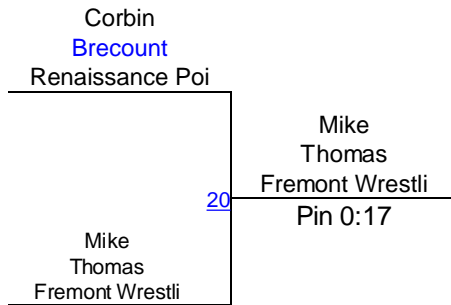 Corbin
Brecount
Renaissance Poi
Mike
Thomas
Fremont Wrestli
20
Pin 0:17
Mike
Thomas
Fremont Wrestli